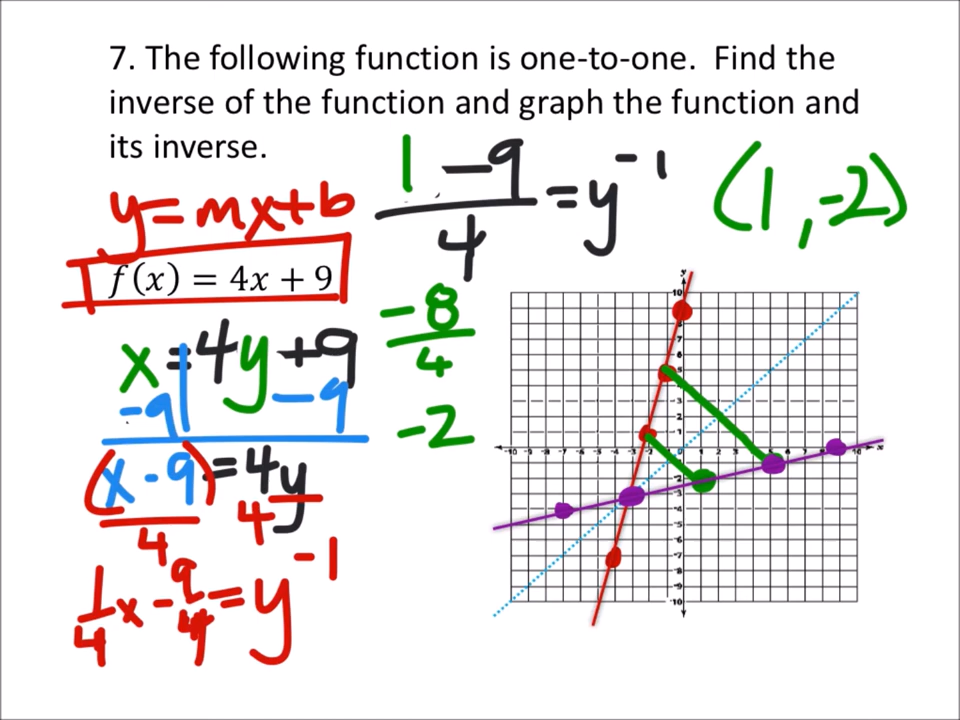 7. The following function is one-to-one. Find the
inverse of the function and graph the function and
its inverse.
y=mx+b
f(x) = 4x + 9
x=4y+9
-9 -9
(x-9)=4y
4 4
1/4x-9/4=y^-1
1-9/4=y^-1
(1,-2)
-8/4
-2
y
10
x